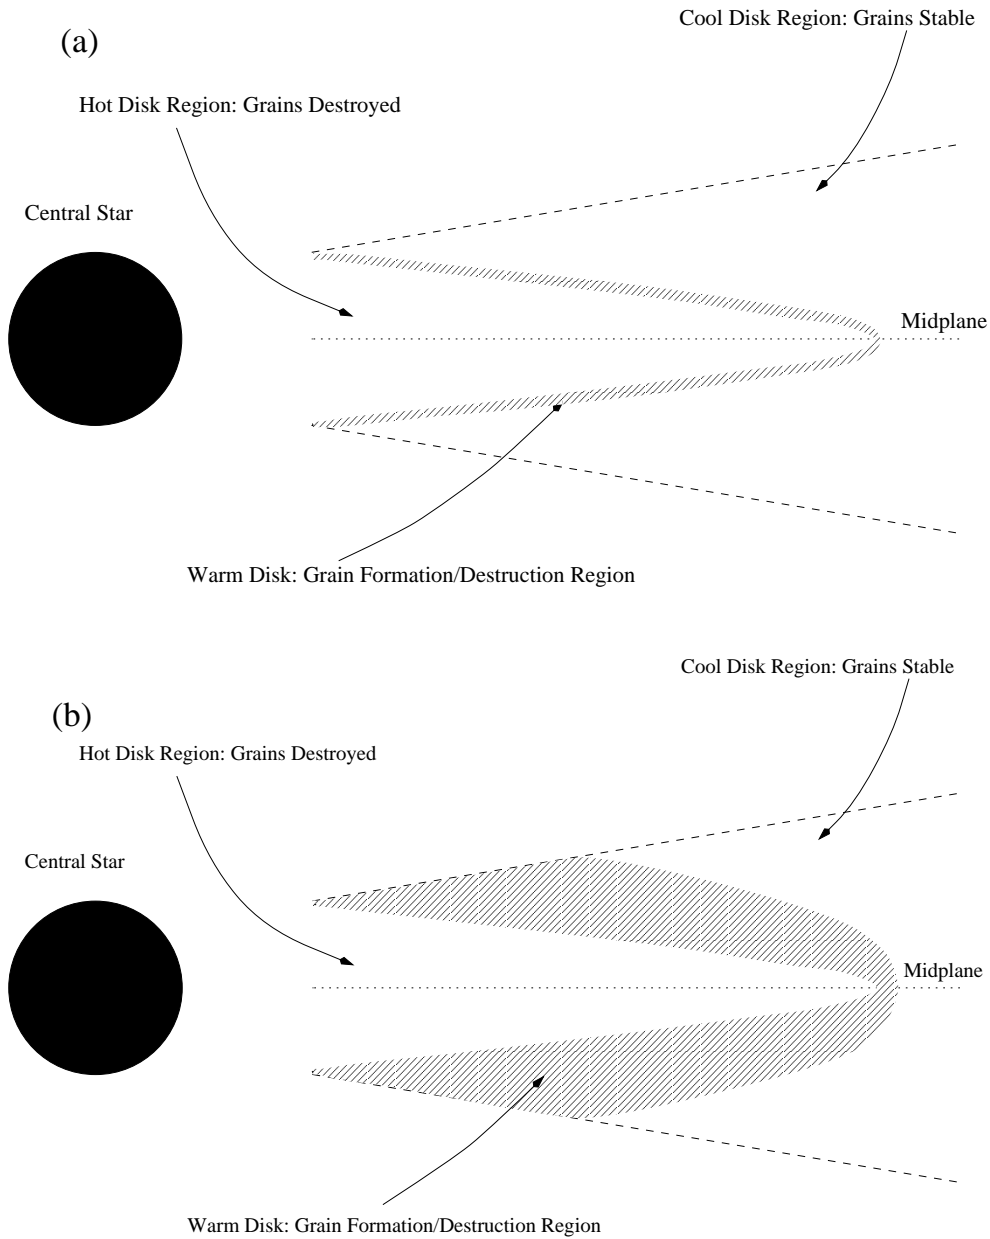 (a)
Cool Disk Region: Grains Stable
Hot Disk Region: Grains Destroyed
Central Star
Midplane
Warm Disk: Grain Formation/Destruction Region
Cool Disk Region: Grains Stable
(b)
Hot Disk Region: Grains Destroyed
Central Star
Midplane
Warm Disk: Grain Formation/Destruction Region